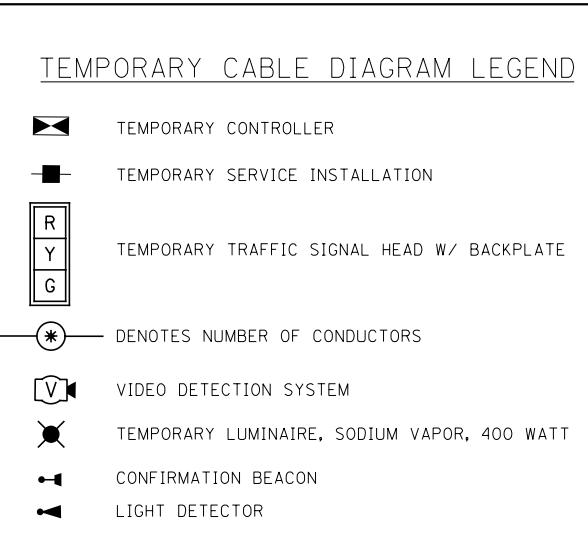 TEMPORARY CABLE DIAGRAM LEGEND
TEMPORARY CONTROLLER
TEMPORARY SERVICE INSTALLATION
R
Y
G
TEMPORARY TRAFFIC SIGNAL HEAD W/ BACKPLATE
* DENOTES NUMBER OF CONDUCTORS
V VIDEO DETECTION SYSTEM
TEMPORARY LUMINAIRE, SODIUM VAPOR, 400 WATT
CONFIRMATION BEACON
LIGHT DETECTOR